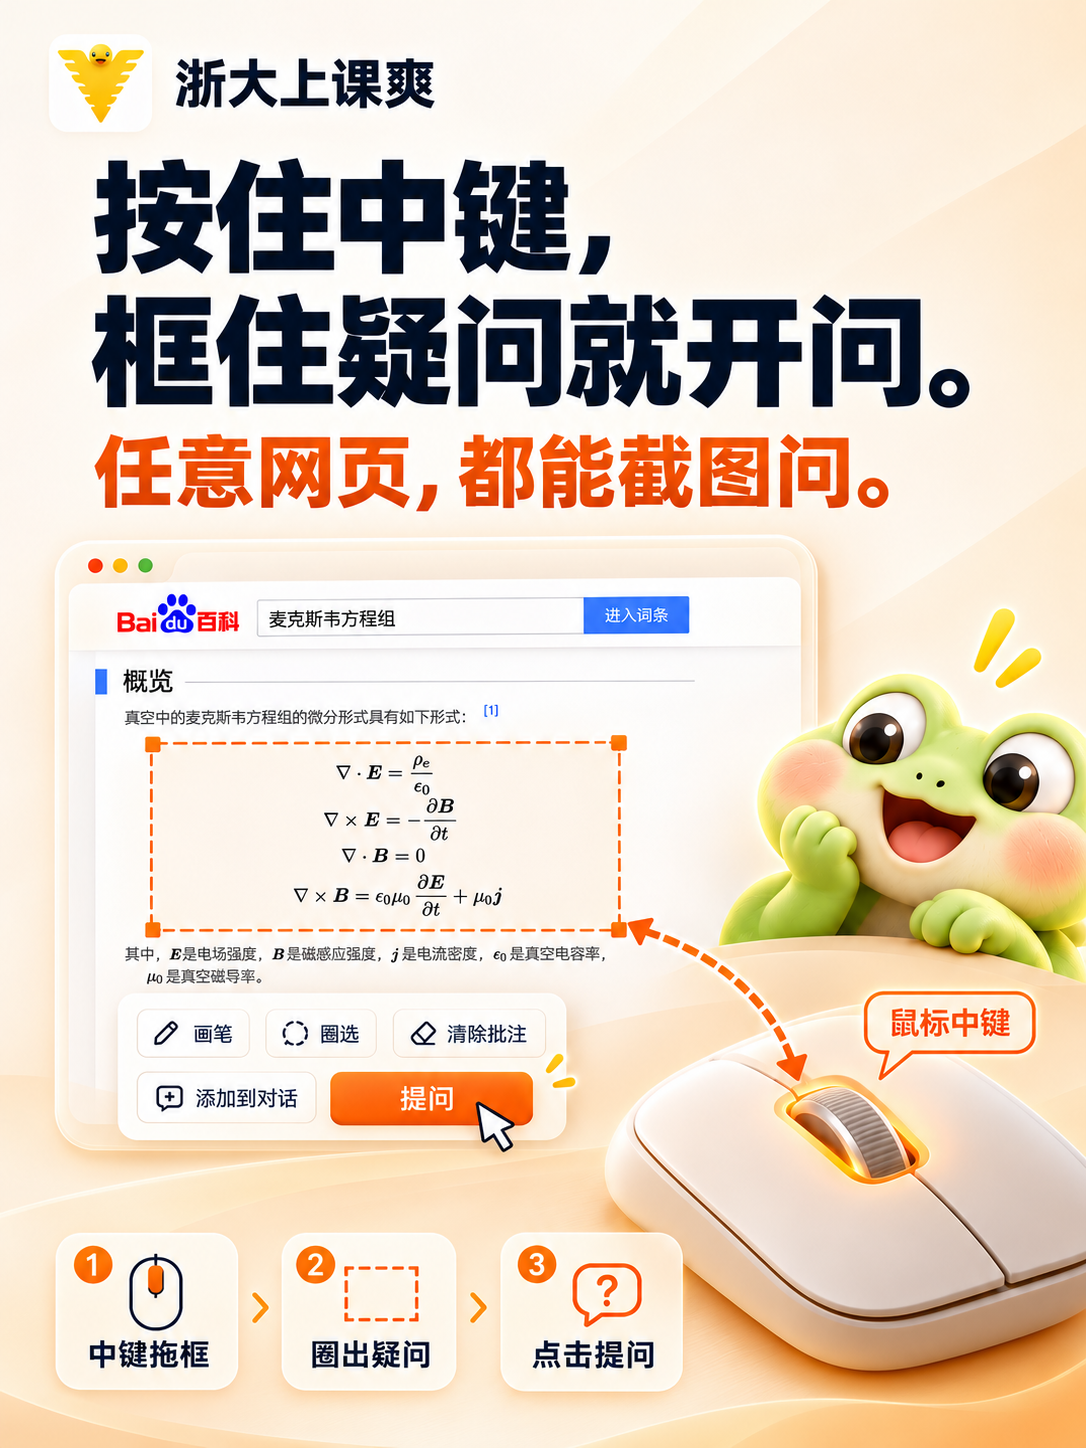 浙大上课爽
按住中键，
框住疑问就开问。
任意网页，都能截图问。
Baidu百科
麦克斯韦方程组
进入词条
概览
真空中的麦克斯韦方程组的微分形式具有如下形式： [1]
∇ · E = ρe/ϵ0
∇ × E = −∂B/∂t
∇ · B = 0
∇ × B = ϵ0μ0 ∂E/∂t + μ0j
其中，E是电场强度，B是磁感应强度，j是电流密度，ϵ0是真空电容率，
μ0是真空磁导率。
画笔
圈选
清除批注
添加到对话
提问
鼠标中键
1
中键拖框
2
圈出疑问
3
?
点击提问